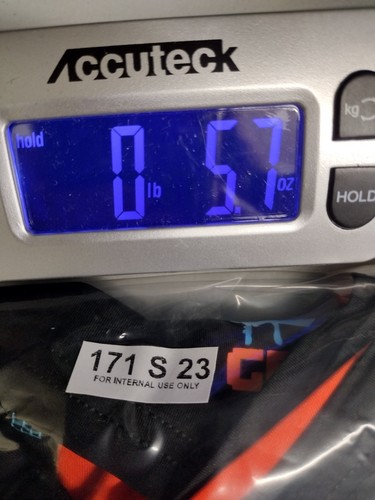 Accuteck
hold
0 lb 5.7 oz
kg
HOLD
171 S 23
FOR INTERNAL USE ONLY